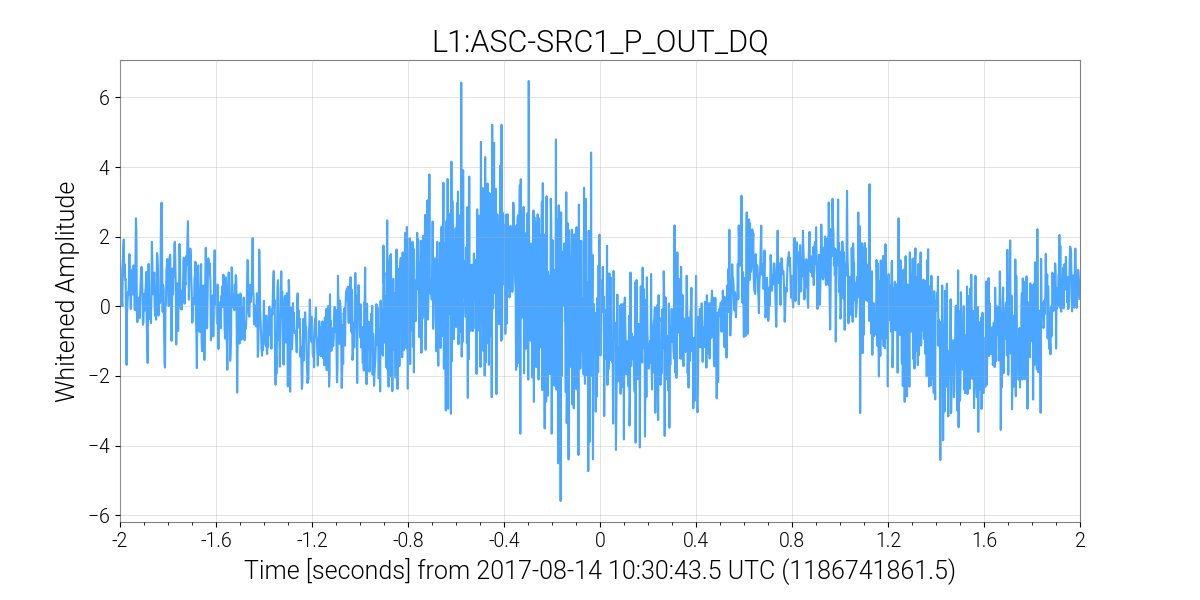 L1:ASC-SRC1_P_OUT_DQ
Whitened Amplitude
6
4
2
0
−2
−4
−6
-2 -1.6 -1.2 -0.8 -0.4 0 0.4 0.8 1.2 1.6 2
Time [seconds] from 2017-08-14 10:30:43.5 UTC (1186741861.5)